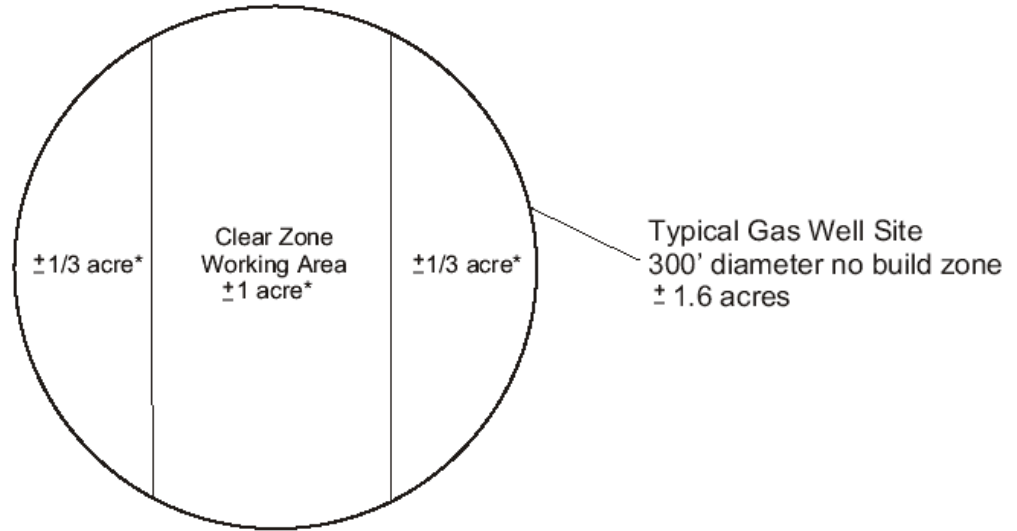 ±1/3 acre*
Clear Zone
Working Area
±1 acre*
±1/3 acre*
Typical Gas Well Site
300’ diameter no build zone
± 1.6 acres